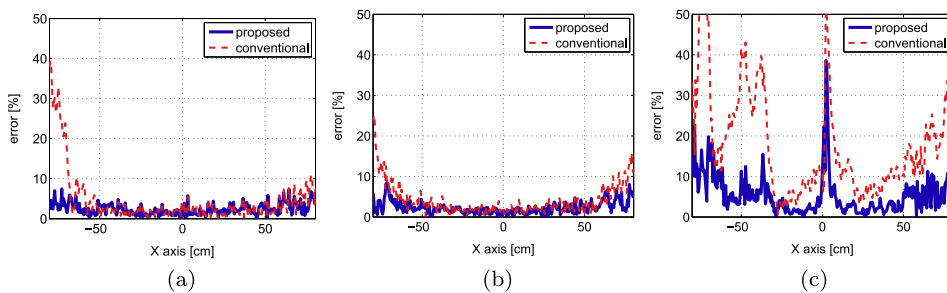 50
40
30
20
10
0
error [%]
proposed
conventional
−50
0
50
X axis [cm]
(a)
50
40
30
20
10
0
error [%]
proposed
conventional
−50
0
50
X axis [cm]
(b)
50
40
30
20
10
0
error [%]
proposed
conventional
−50
0
50
X axis [cm]
(c)